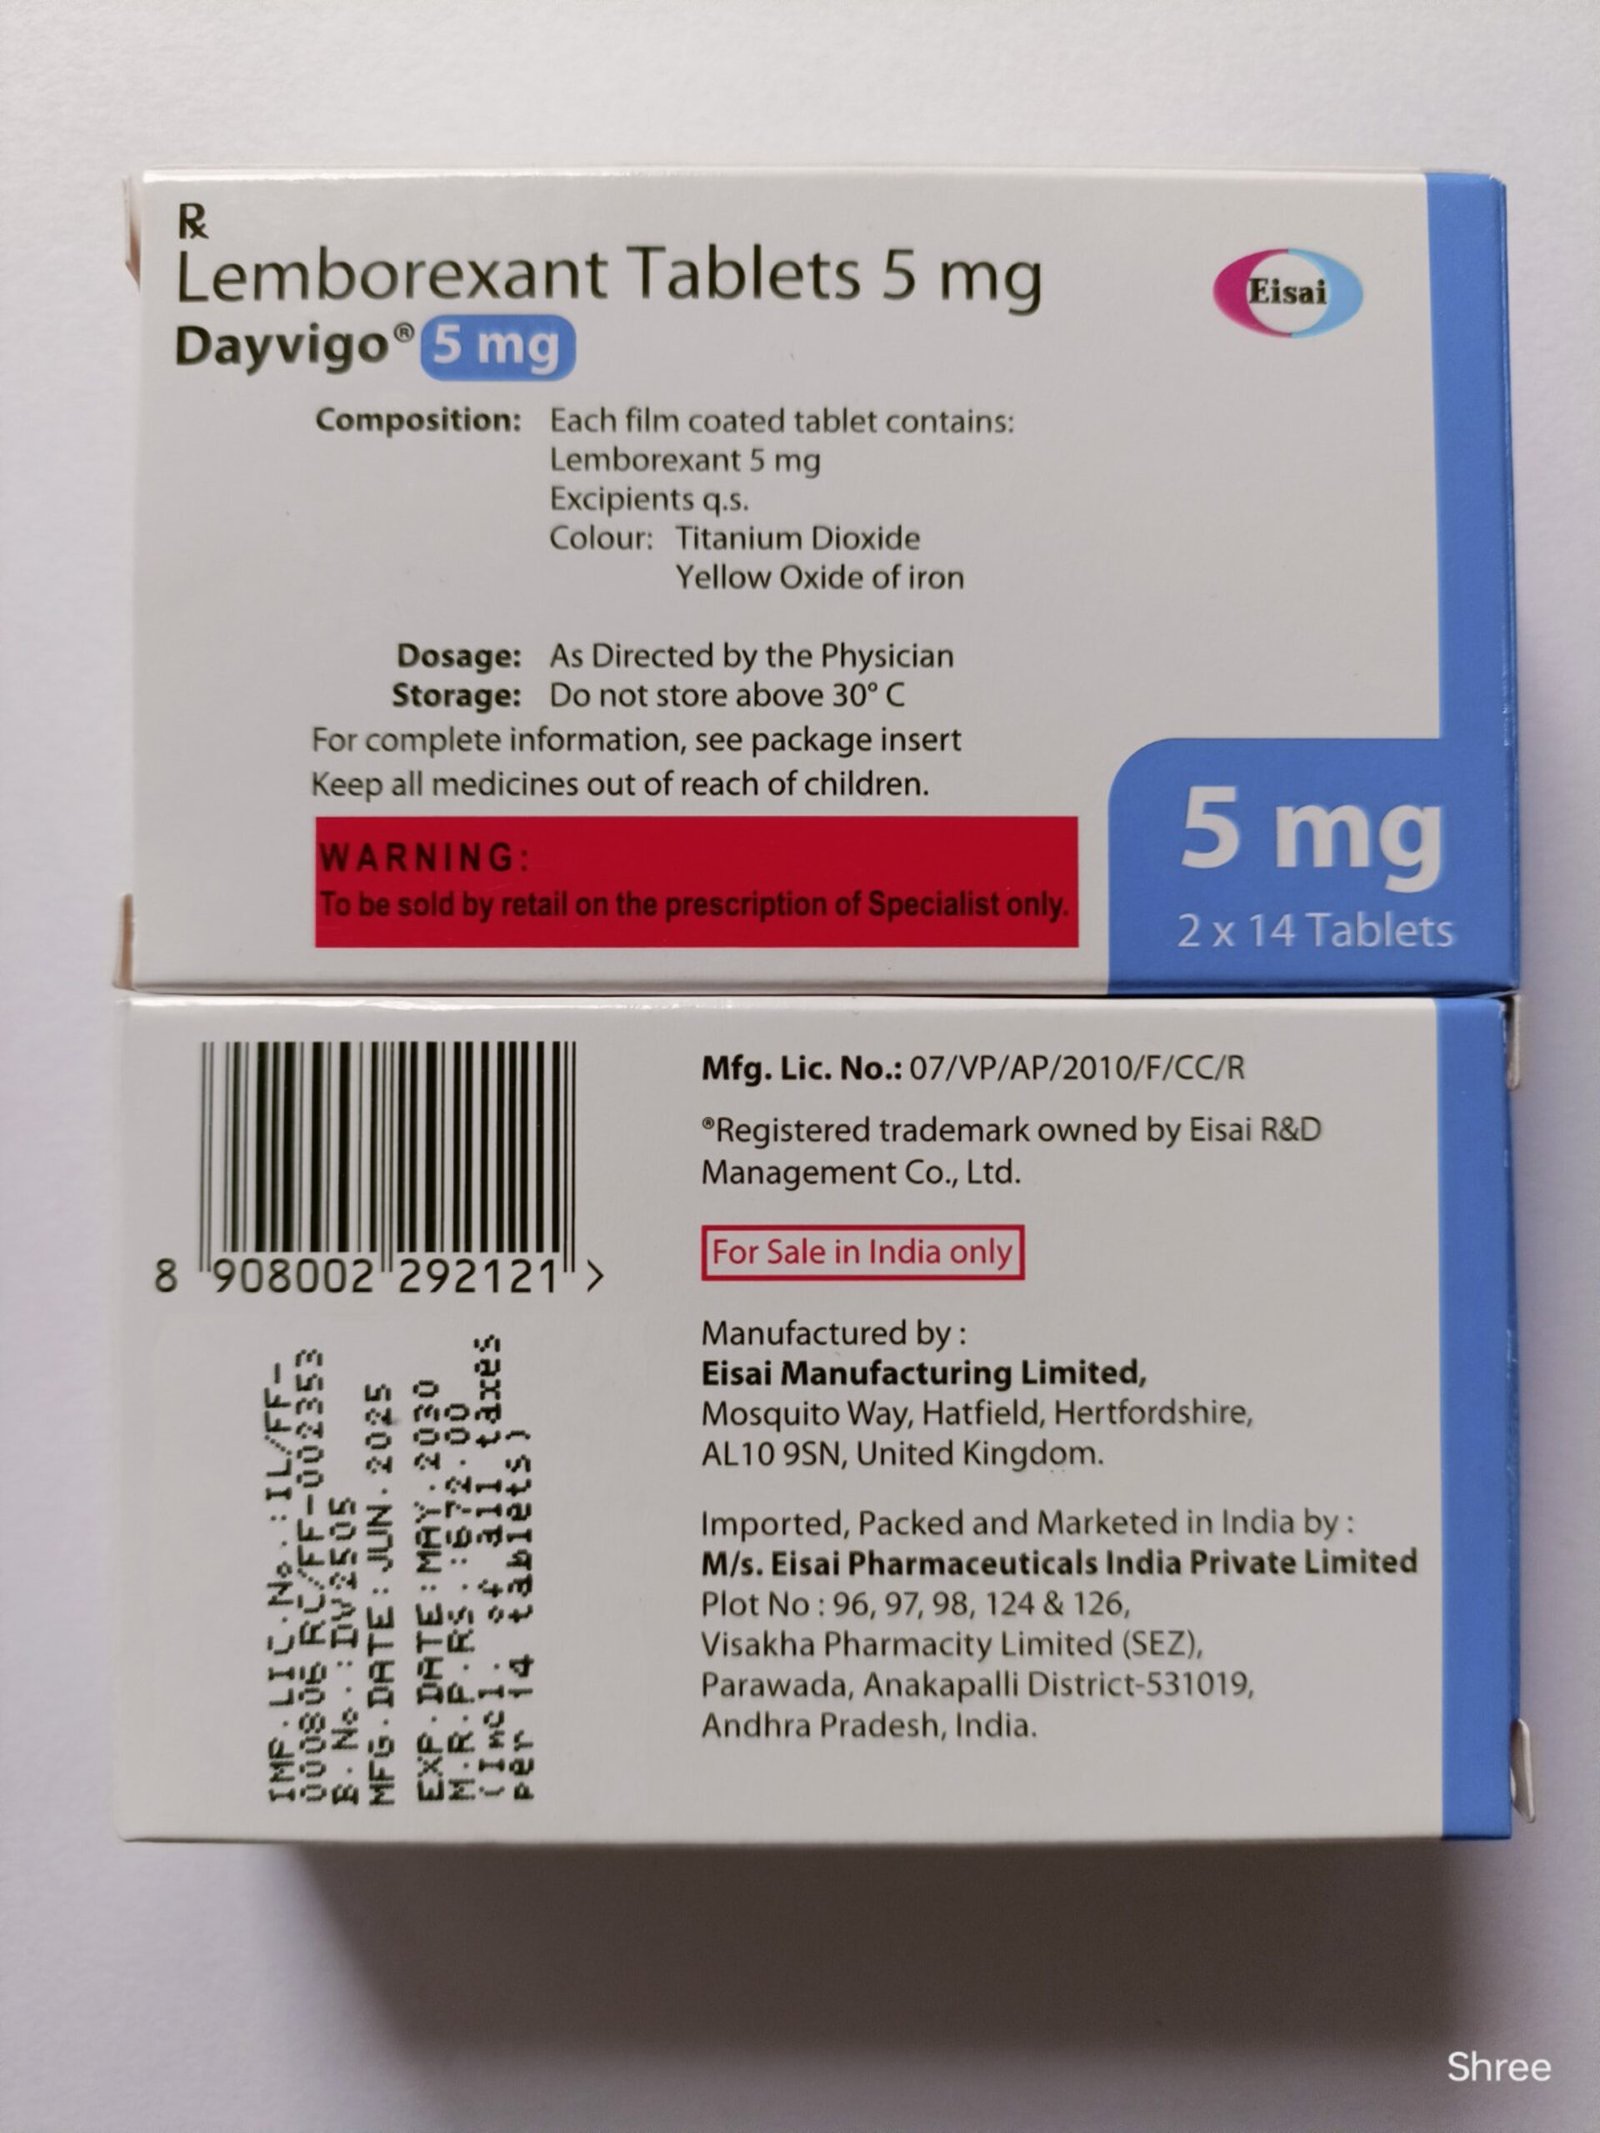 Rx
Lemborexant Tablets 5 mg
Dayvigo® 5 mg
Eisai
Composition: Each film coated tablet contains:
Lemborexant 5 mg
Excipients q.s.
Colour: Titanium Dioxide
Yellow Oxide of iron
Dosage: As Directed by the Physician
Storage: Do not store above 30° C
For complete information, see package insert
Keep all medicines out of reach of children.
WARNING:
To be sold by retail on the prescription of Specialist only.
5 mg
2 x 14 Tablets
8 908002 292121 >
IMP.LIC.No.:IL/FF-
000806 RC/FF-002353
B.No.:DV2505
MFG.DATE:JUN.2025
EXP.DATE:MAY.2030
M.R.P.RS.:672.00
(Incl. of all taxes
per 14 tablets)
Mfg. Lic. No.: 07/VP/AP/2010/F/CC/R
®Registered trademark owned by Eisai R&D
Management Co., Ltd.
For Sale in India only
Manufactured by :
Eisai Manufacturing Limited,
Mosquito Way, Hatfield, Hertfordshire,
AL10 9SN, United Kingdom.
Imported, Packed and Marketed in India by :
M/s. Eisai Pharmaceuticals India Private Limited
Plot No : 96, 97, 98, 124 & 126,
Visakha Pharmacity Limited (SEZ),
Parawada, Anakapalli District-531019,
Andhra Pradesh, India.
Shree